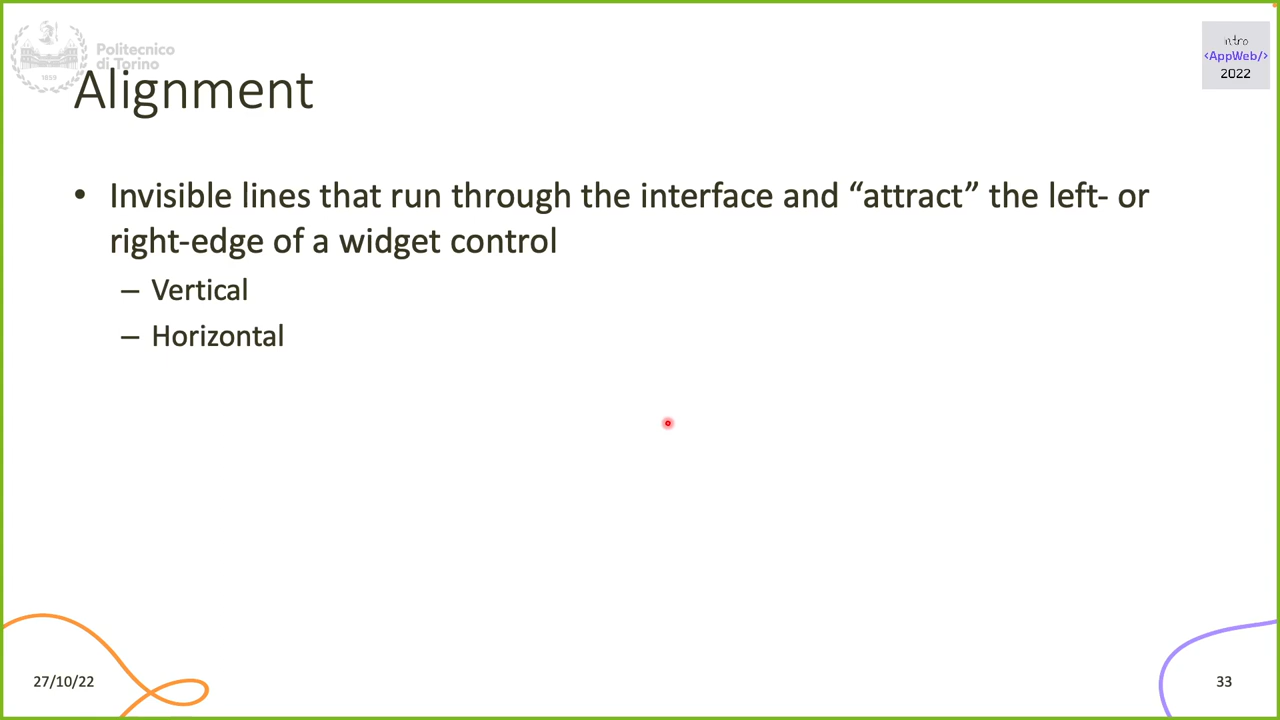 Politecnico
di Torino
1859
intro
<AppWeb/>
2022
Alignment
• Invisible lines that run through the interface and “attract” the left- or
right-edge of a widget control
– Vertical
– Horizontal
27/10/22
33